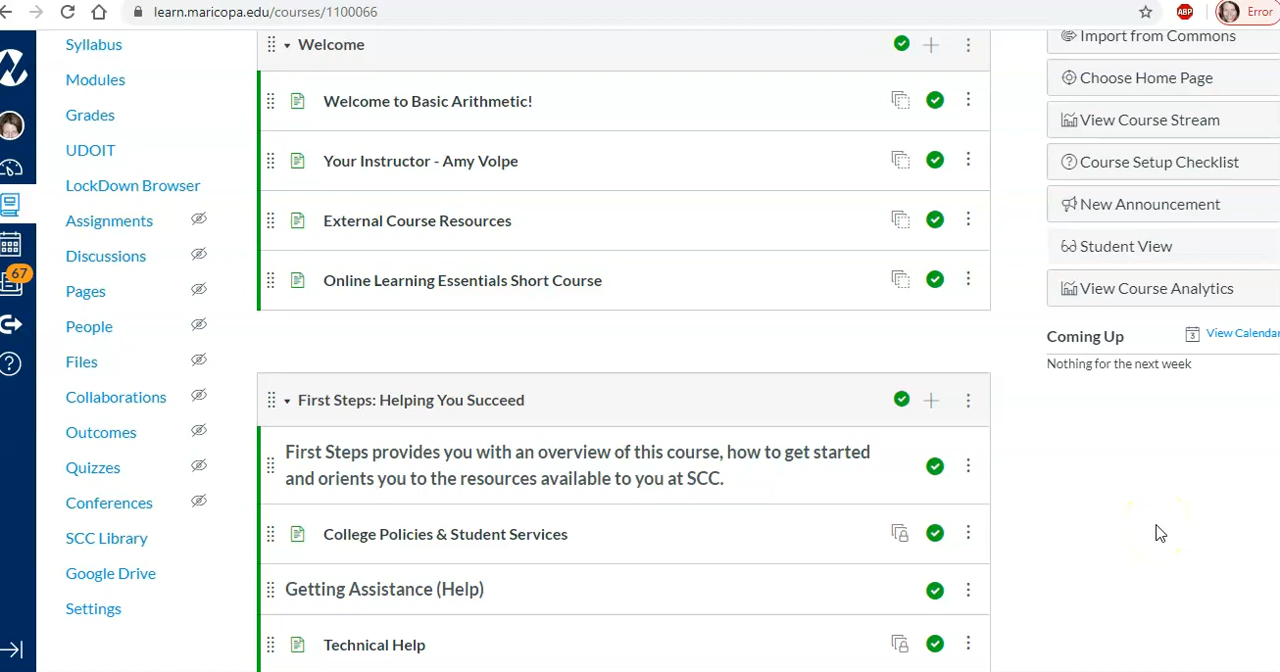 learn.maricopa.edu/courses/1100066
ABP
Error
67
Syllabus
Modules
Grades
UDOIT
LockDown Browser
Assignments
Discussions
Pages
People
Files
Collaborations
Outcomes
Quizzes
Conferences
SCC Library
Google Drive
Settings
Welcome
Welcome to Basic Arithmetic!
Your Instructor - Amy Volpe
External Course Resources
Online Learning Essentials Short Course
First Steps: Helping You Succeed
First Steps provides you with an overview of this course, how to get started
and orients you to the resources available to you at SCC.
College Policies & Student Services
Getting Assistance (Help)
Technical Help
Import from Commons
Choose Home Page
View Course Stream
Course Setup Checklist
New Announcement
Student View
View Course Analytics
Coming Up
3
View Calendar
Nothing for the next week